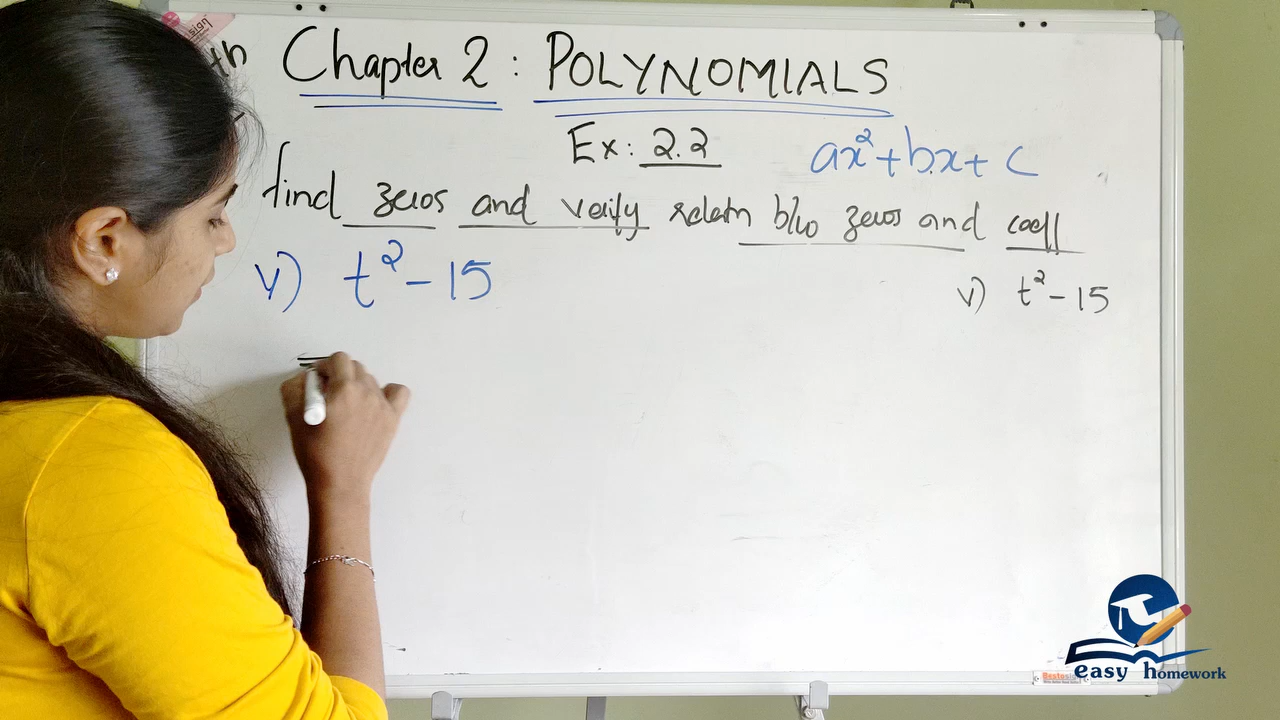 th Chapter 2 : POLYNOMIALS
Ex: 2.2
ax² + bx + c
find zeros and verify relatn b/w zeros and coeff
v) t² - 15
v) t² - 15
easy homework